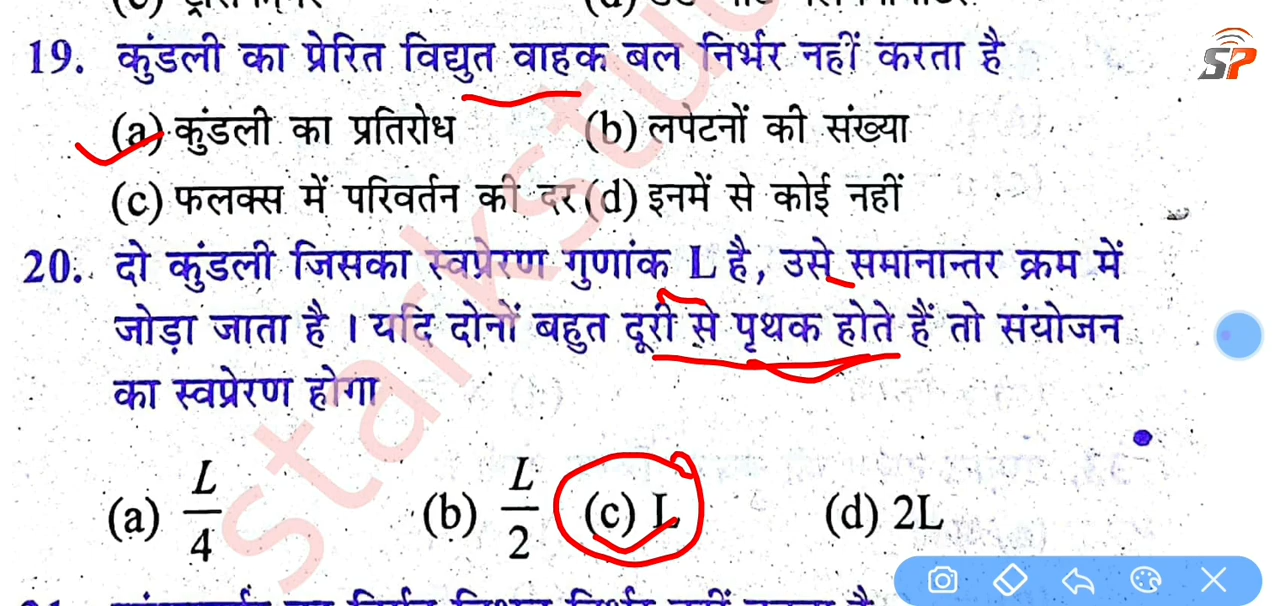 19. कुंडली का प्रेरित विद्युत वाहक बल निर्भर नहीं करता है
(a) कुंडली का प्रतिरोध (b) लपेटनों की संख्या
(c) फलक्स में परिवर्तन की दर (d) इनमें से कोई नहीं
20. दो कुंडली जिसका स्वप्रेरण गुणांक L है, उसे समानान्तर क्रम में
जोड़ा जाता है । यदि दोनों बहुत दूरी से पृथक होते हैं तो संयोजन
का स्वप्रेरण होगा
(a) L/4 (b) L/2 (c) L (d) 2L
SP
starkstud